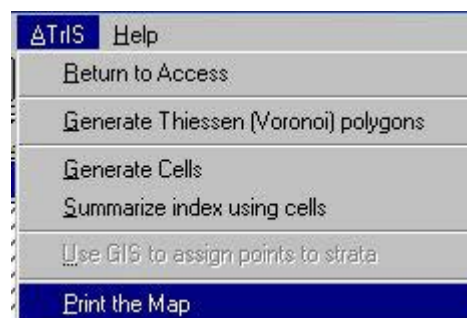 ATrIS Help
Return to Access
Generate Thiessen (Voronoi) polygons
Generate Cells
Summarize index using cells
Use GIS to assign points to strata
Print the Map